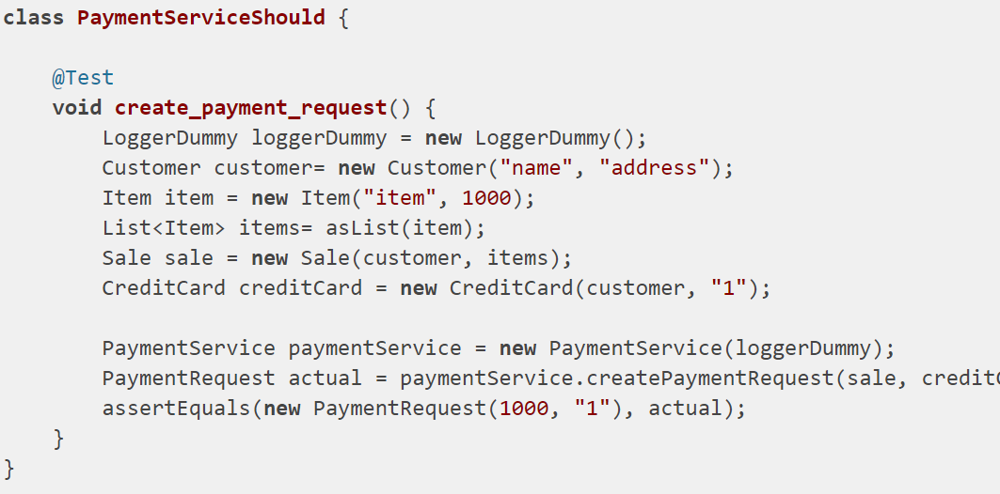 class PaymentServiceShould {
    @Test
    void create_payment_request() {
        LoggerDummy loggerDummy = new LoggerDummy();
        Customer customer= new Customer("name", "address");
        Item item = new Item("item", 1000);
        List<Item> items= asList(item);
        Sale sale = new Sale(customer, items);
        CreditCard creditCard = new CreditCard(customer, "1");
        PaymentService paymentService = new PaymentService(loggerDummy);
        PaymentRequest actual = paymentService.createPaymentRequest(sale, credit
        assertEquals(new PaymentRequest(1000, "1"), actual);
    }
}